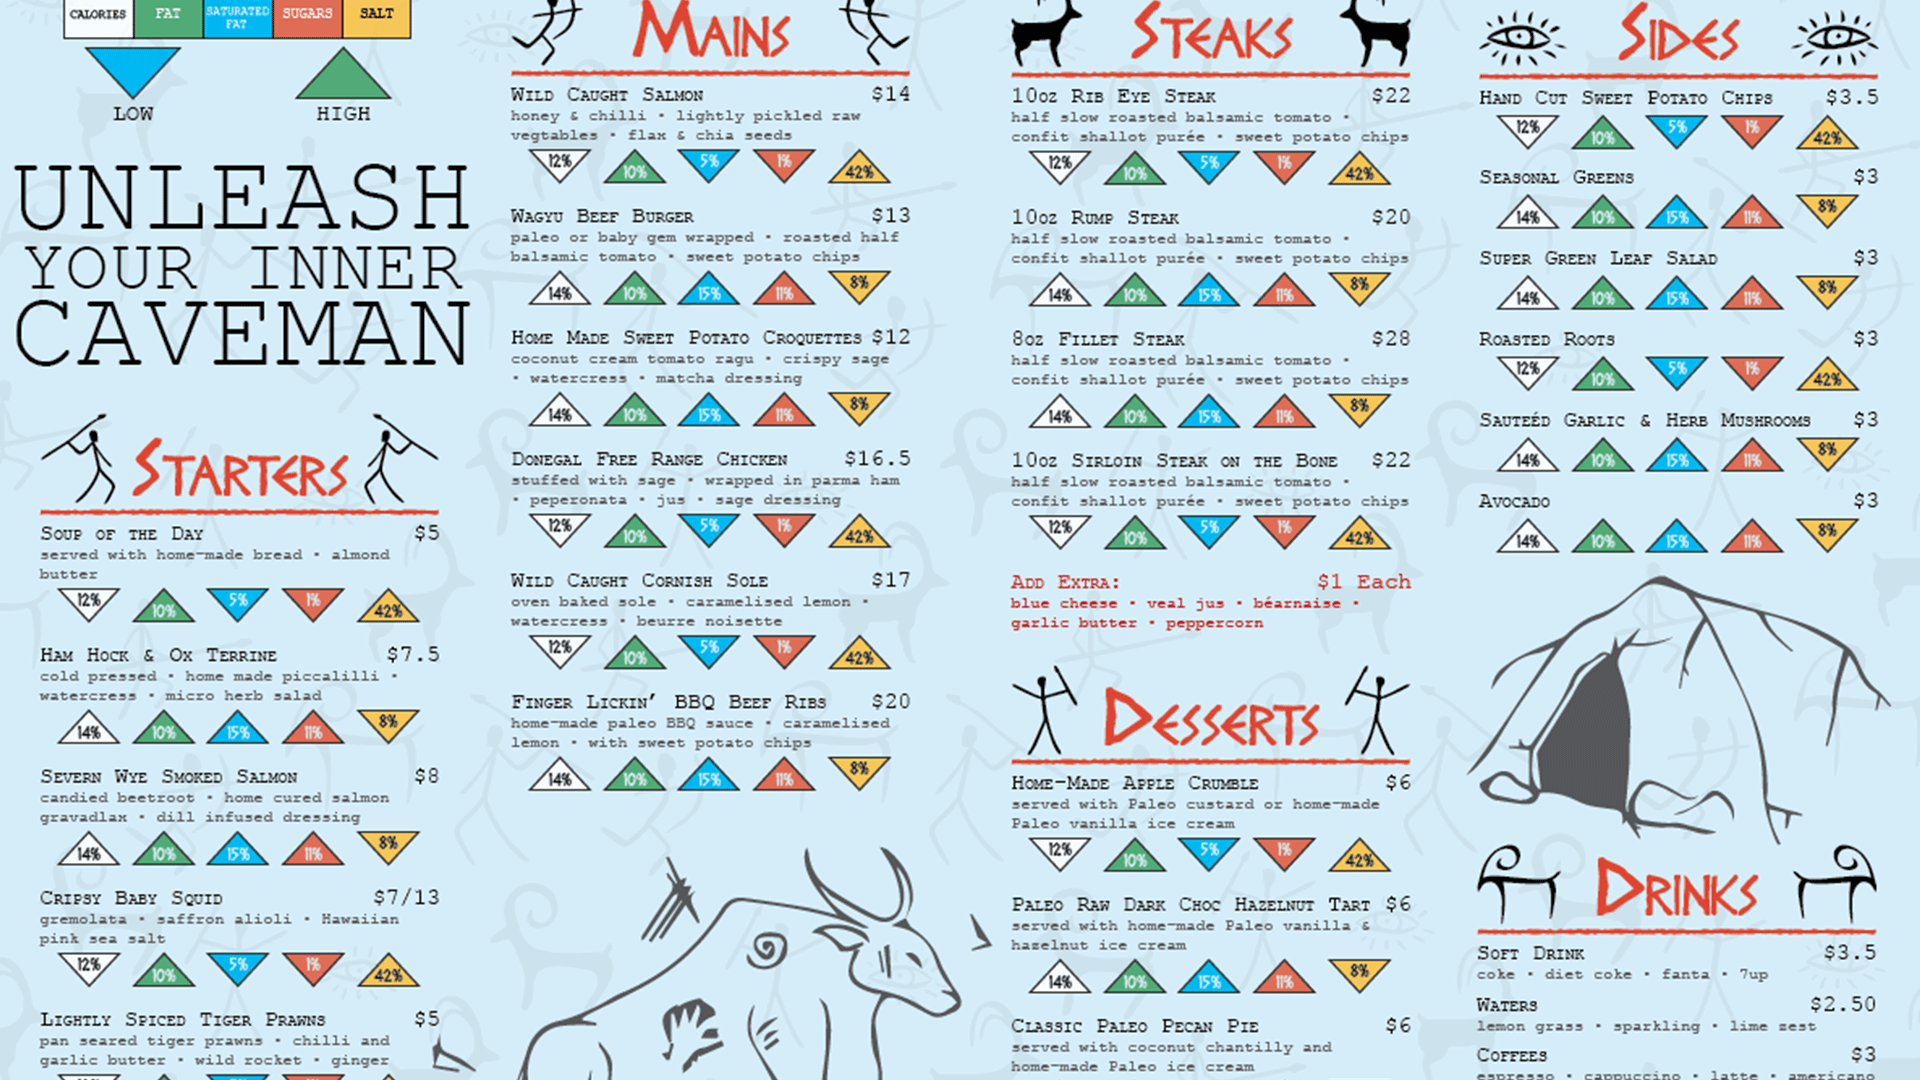 CALORIES FAT SATURATED FAT SUGARS SALT
LOW HIGH
UNLEASH
YOUR INNER
CAVEMAN
STARTERS
SOUP OF THE DAY $5
served with home-made bread • almond
butter
12% 10% 5% 1% 42%
HAM HOCK & OX TERRINE $7.5
cold pressed • home made piccalilli •
watercress • micro herb salad
14% 10% 15% 11% 8%
SEVERN WYE SMOKED SALMON $8
candied beetroot • home cured salmon
gravadlax • dill infused dressing
14% 10% 15% 11% 8%
CRIPSY BABY SQUID $7/13
gremolata • saffron alioli • Hawaiian
pink sea salt
12% 10% 5% 1% 42%
LIGHTLY SPICED TIGER PRAWNS $5
pan seared tiger prawns • chilli and
garlic butter • wild rocket • ginger
MAINS
WILD CAUGHT SALMON $14
honey & chilli • lightly pickled raw
vegtables • flax & chia seeds
12% 10% 5% 1% 42%
WAGYU BEEF BURGER $13
paleo or baby gem wrapped • roasted half
balsamic tomato • sweet potato chips
14% 10% 15% 11% 8%
HOME MADE SWEET POTATO CROQUETTES $12
coconut cream tomato ragu • crispy sage
• watercress • matcha dressing
14% 10% 15% 11% 8%
DONEGAL FREE RANGE CHICKEN $16.5
stuffed with sage • wrapped in parma ham
• peperonata • jus • sage dressing
12% 10% 5% 1% 42%
WILD CAUGHT CORNISH SOLE $17
oven baked sole • caramelised lemon •
watercress • beurre noisette
12% 10% 5% 1% 42%
FINGER LICKIN' BBQ BEEF RIBS $20
home-made paleo BBQ sauce • caramelised
lemon • with sweet potato chips
14% 10% 15% 11% 8%
STEAKS
10OZ RIB EYE STEAK $22
half slow roasted balsamic tomato •
confit shallot purée • sweet potato chips
12% 10% 5% 1% 42%
10OZ RUMP STEAK $20
half slow roasted balsamic tomato •
confit shallot purée • sweet potato chips
14% 10% 15% 11% 8%
8OZ FILLET STEAK $28
half slow roasted balsamic tomato •
confit shallot purée • sweet potato chips
14% 10% 15% 11% 8%
10OZ SIRLOIN STEAK ON THE BONE $22
half slow roasted balsamic tomato •
confit shallot purée • sweet potato chips
12% 10% 5% 1% 42%
ADD EXTRA: $1 Each
blue cheese • veal jus • béarnaise •
garlic butter • peppercorn
DESSERTS
HOME-MADE APPLE CRUMBLE $6
served with Paleo custard or home-made
Paleo vanilla ice cream
12% 10% 5% 1% 42%
PALEO RAW DARK CHOC HAZELNUT TART $6
served with home-made Paleo vanilla &
hazelnut ice cream
14% 10% 15% 11% 8%
CLASSIC PALEO PECAN PIE $6
served with coconut chantilly and
home-made Paleo ice cream
SIDES
HAND CUT SWEET POTATO CHIPS $3.5
12% 10% 5% 1% 42%
SEASONAL GREENS $3
14% 10% 15% 11% 8%
SUPER GREEN LEAF SALAD $3
14% 10% 15% 11% 8%
ROASTED ROOTS $3
12% 10% 5% 1% 42%
SAUTEÉD GARLIC & HERB MUSHROOMS $3
14% 10% 15% 11% 8%
AVOCADO $3
14% 10% 15% 11% 8%
DRINKS
SOFT DRINK $3.5
coke • diet coke • fanta • 7up
WATERS $2.50
lemon grass • sparkling • lime zest
COFFEES $3
espresso • cappuccino • latte • americano